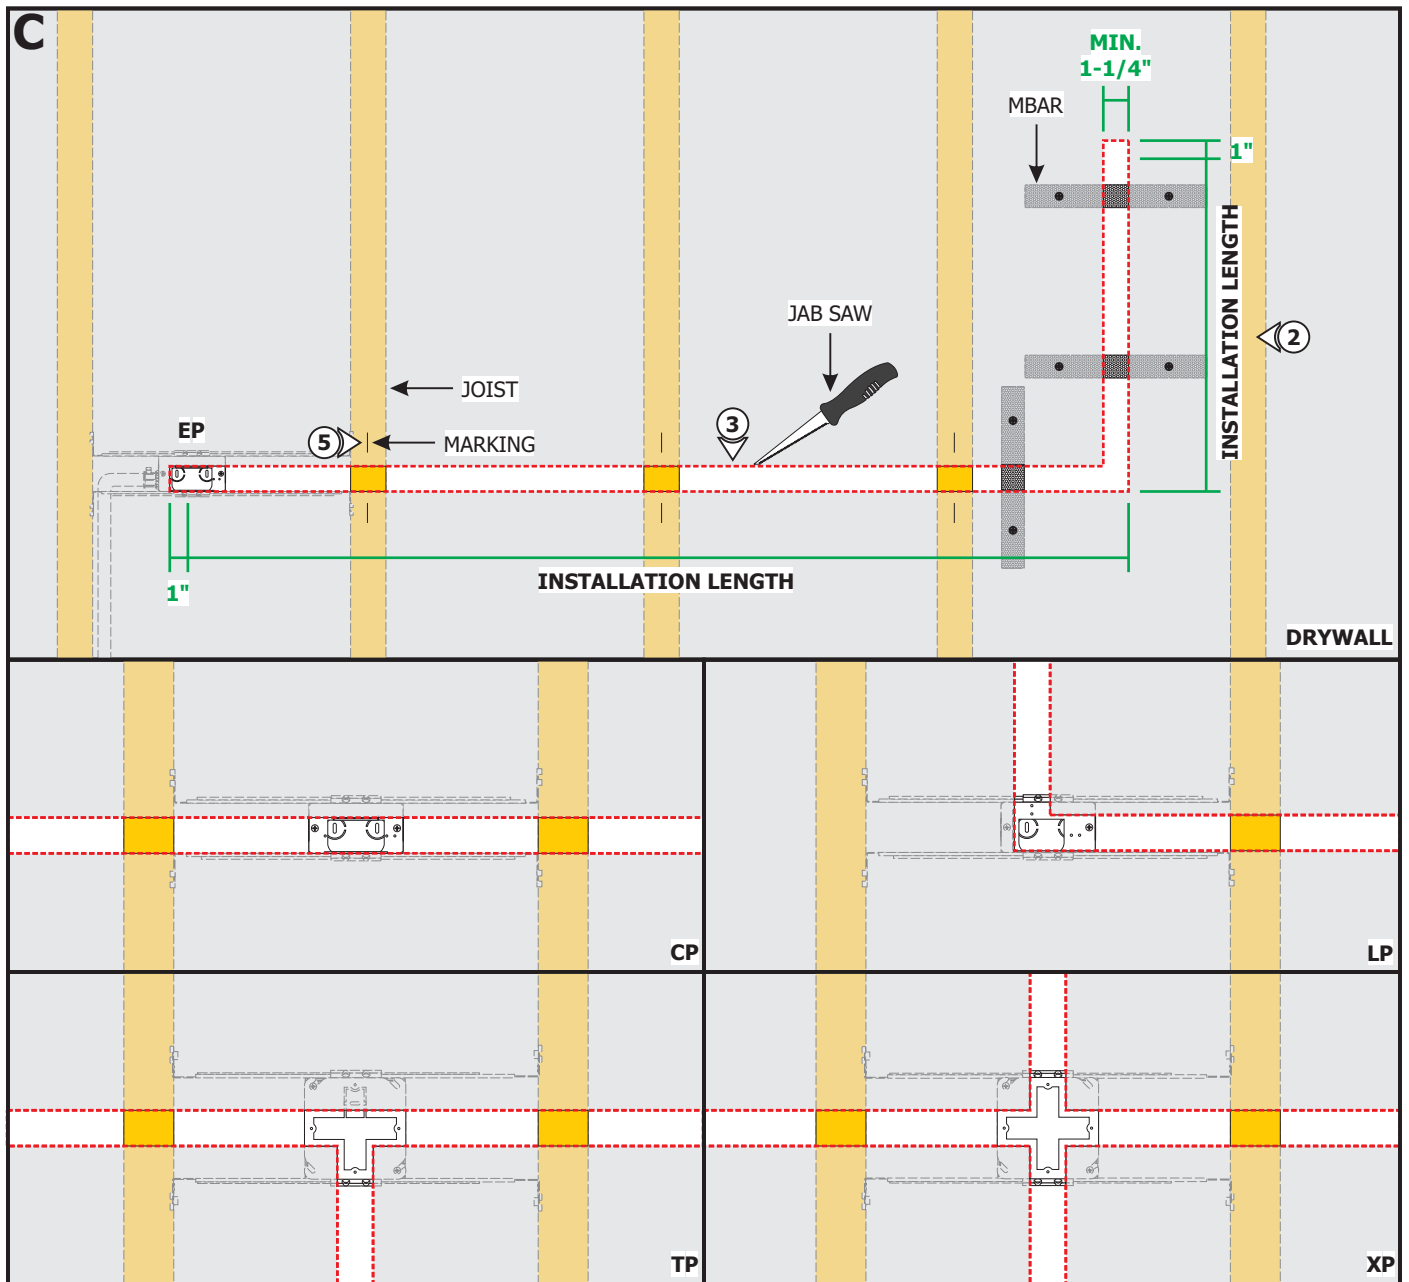 C
MIN.
1-1/4"
MBAR
1"
INSTALLATION LENGTH
2
JAB SAW
JOIST
3
EP
5
MARKING
1"
INSTALLATION LENGTH
DRYWALL
CP
LP
TP
XP